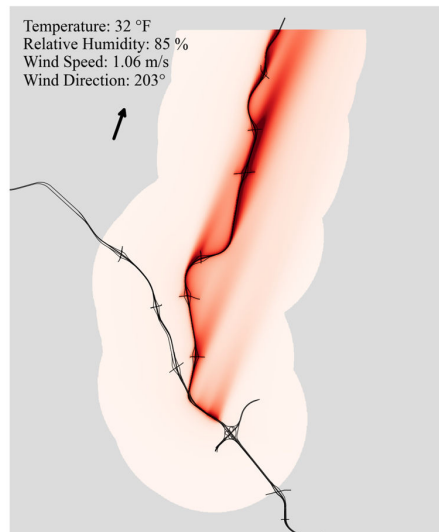 Temperature: 32 °F
Relative Humidity: 85 %
Wind Speed: 1.06 m/s
Wind Direction: 203°